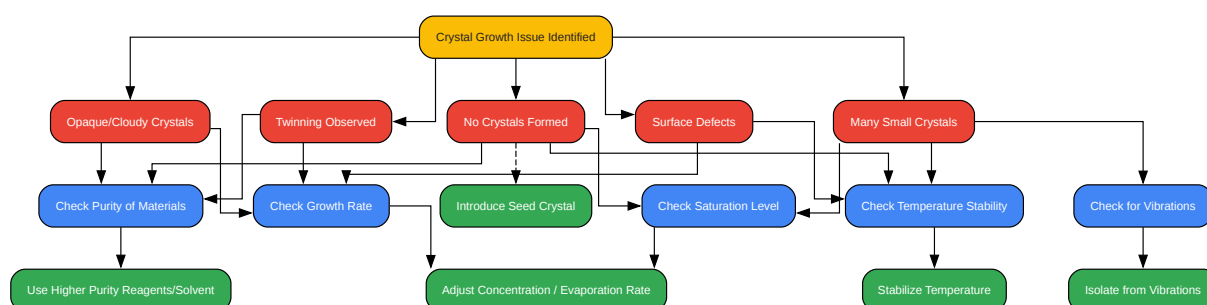 Crystal Growth Issue Identified
Opaque/Cloudy Crystals
Twinning Observed
No Crystals Formed
Surface Defects
Many Small Crystals
Check Purity of Materials
Check Growth Rate
Introduce Seed Crystal
Check Saturation Level
Check Temperature Stability
Check for Vibrations
Use Higher Purity Reagents/Solvent
Adjust Concentration / Evaporation Rate
Stabilize Temperature
Isolate from Vibrations